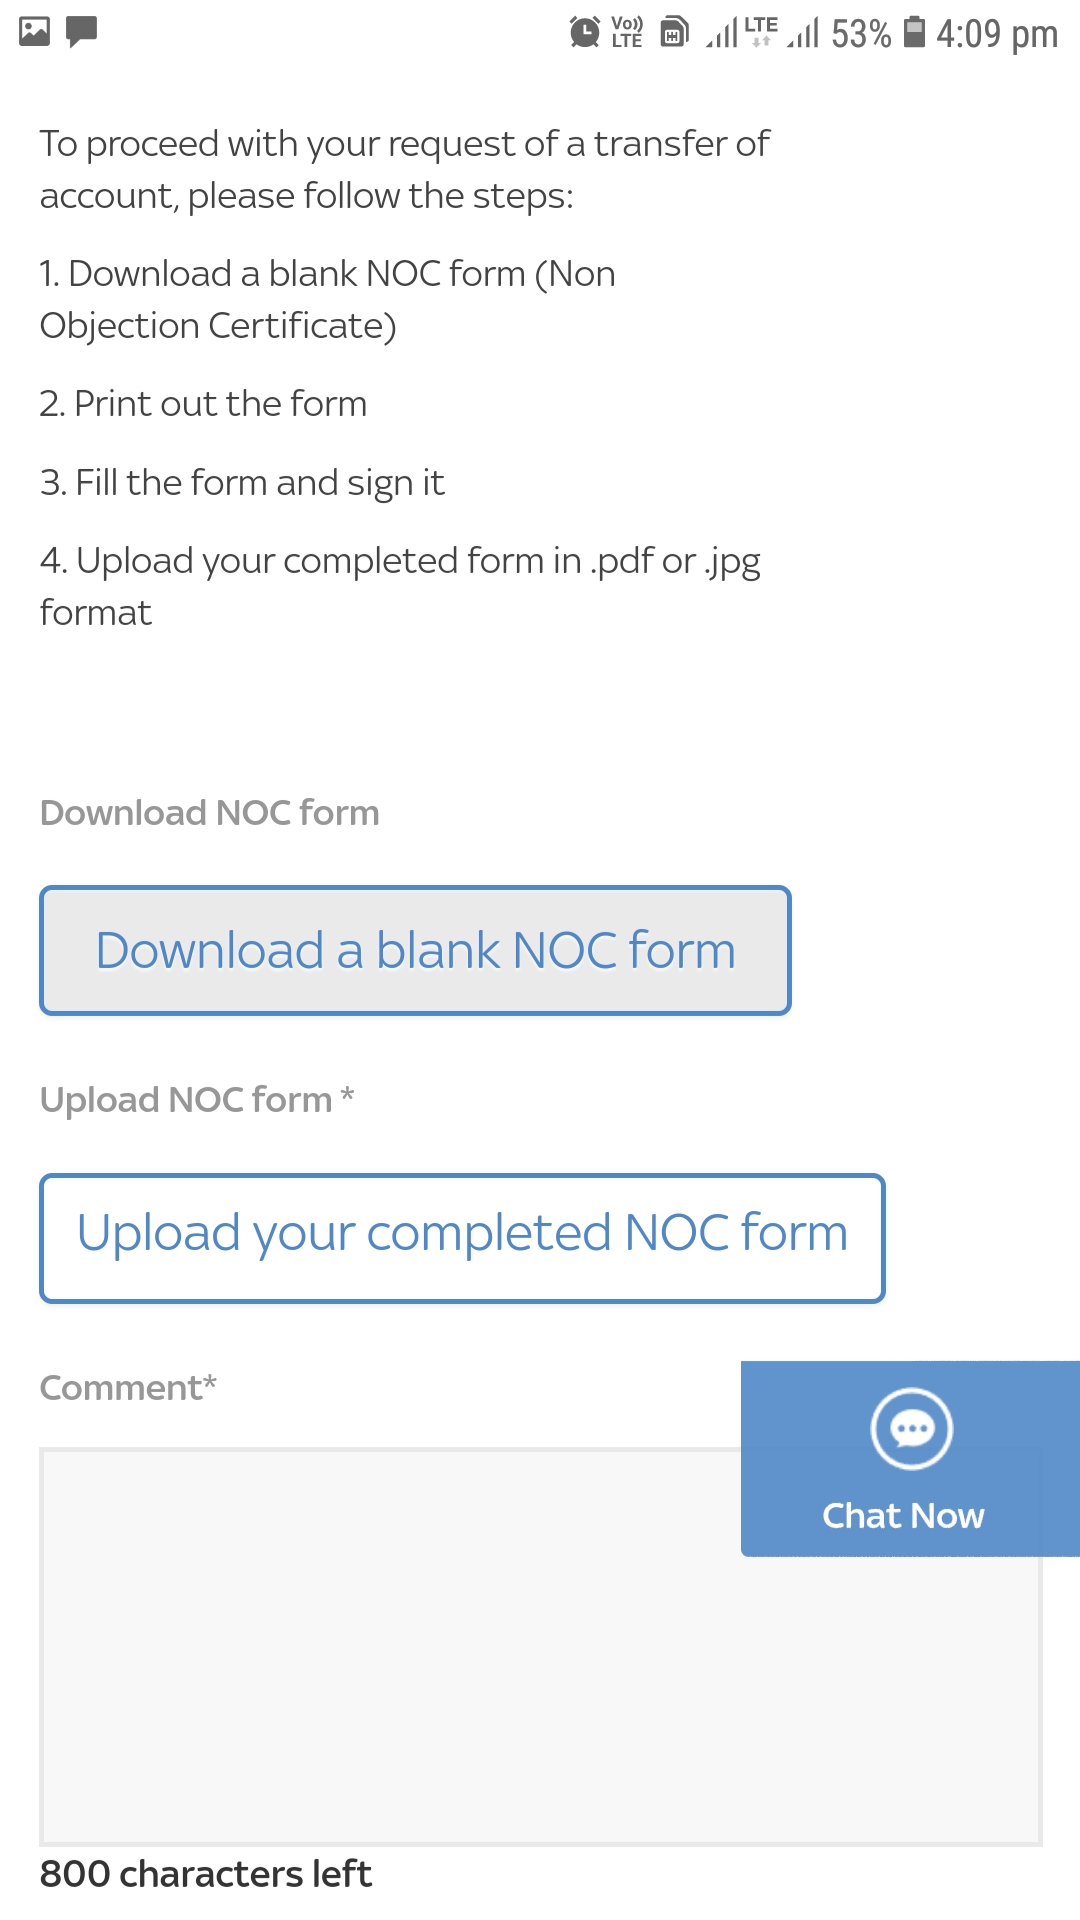 Vo)) LTE LTE 53% 4:09 pm
To proceed with your request of a transfer of
account, please follow the steps:
1. Download a blank NOC form (Non
Objection Certificate)
2. Print out the form
3. Fill the form and sign it
4. Upload your completed form in .pdf or .jpg
format
Download NOC form
Download a blank NOC form
Upload NOC form *
Upload your completed NOC form
Comment*
Chat Now
800 characters left